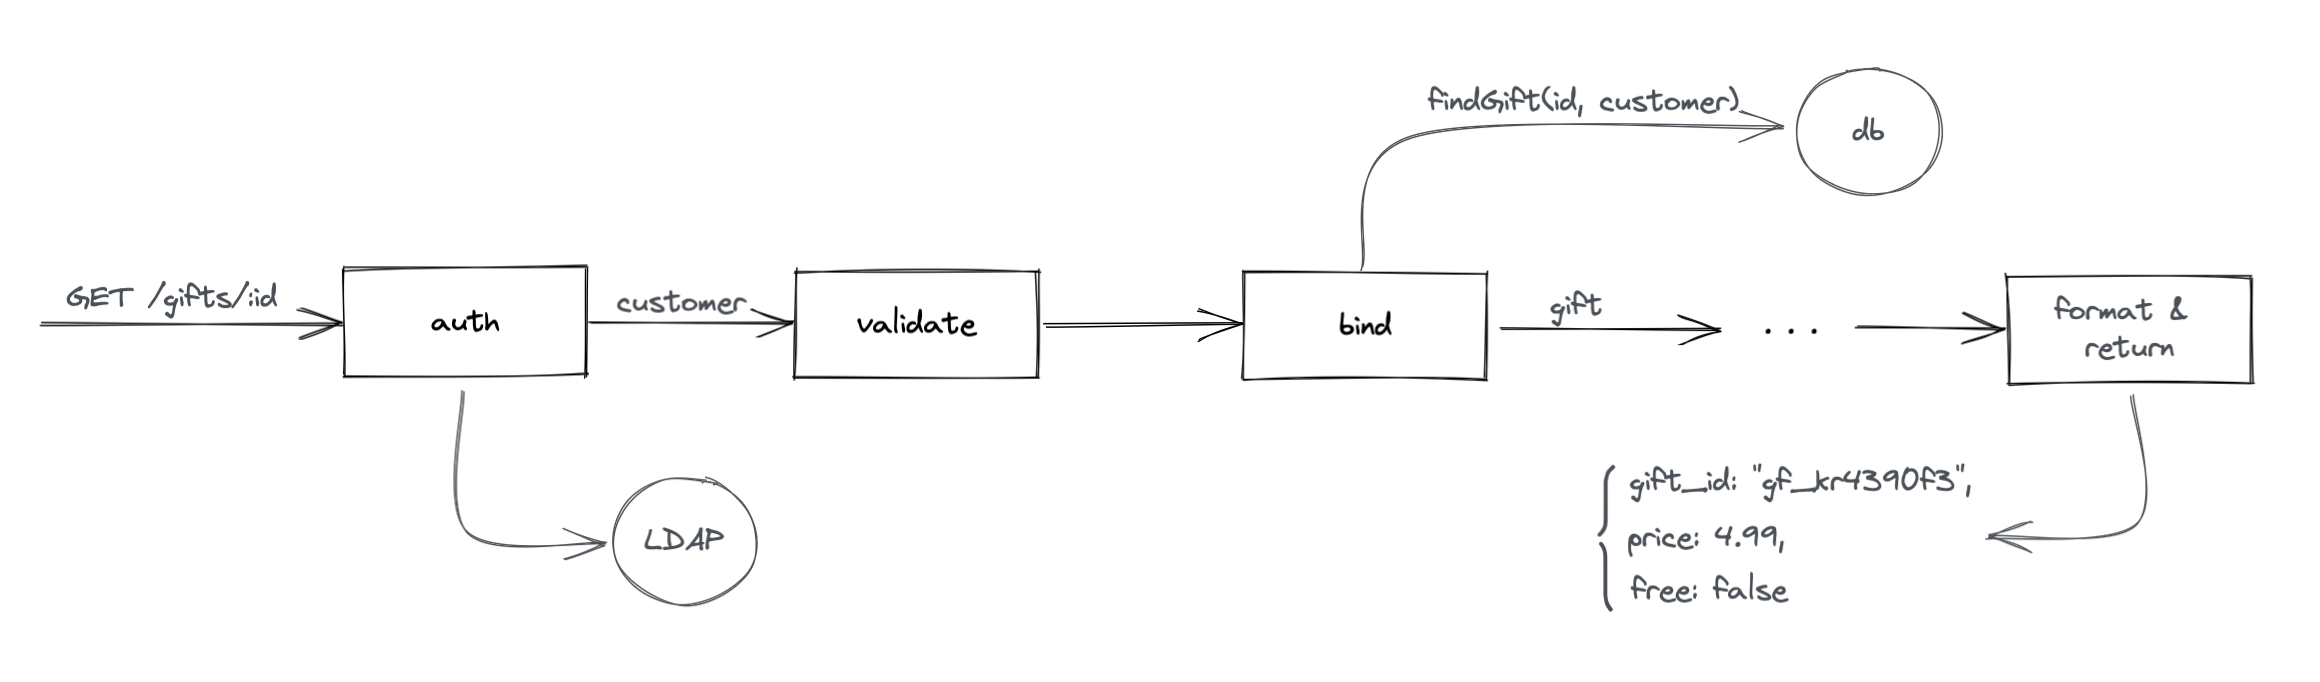 findGift(id, customer)
db
GET /gifts/:id
auth
customer
validate
bind
gift
...
format &
return
LDAP
{ gift_id: "gf_kr4390f3",
price: 4.99,
free: false